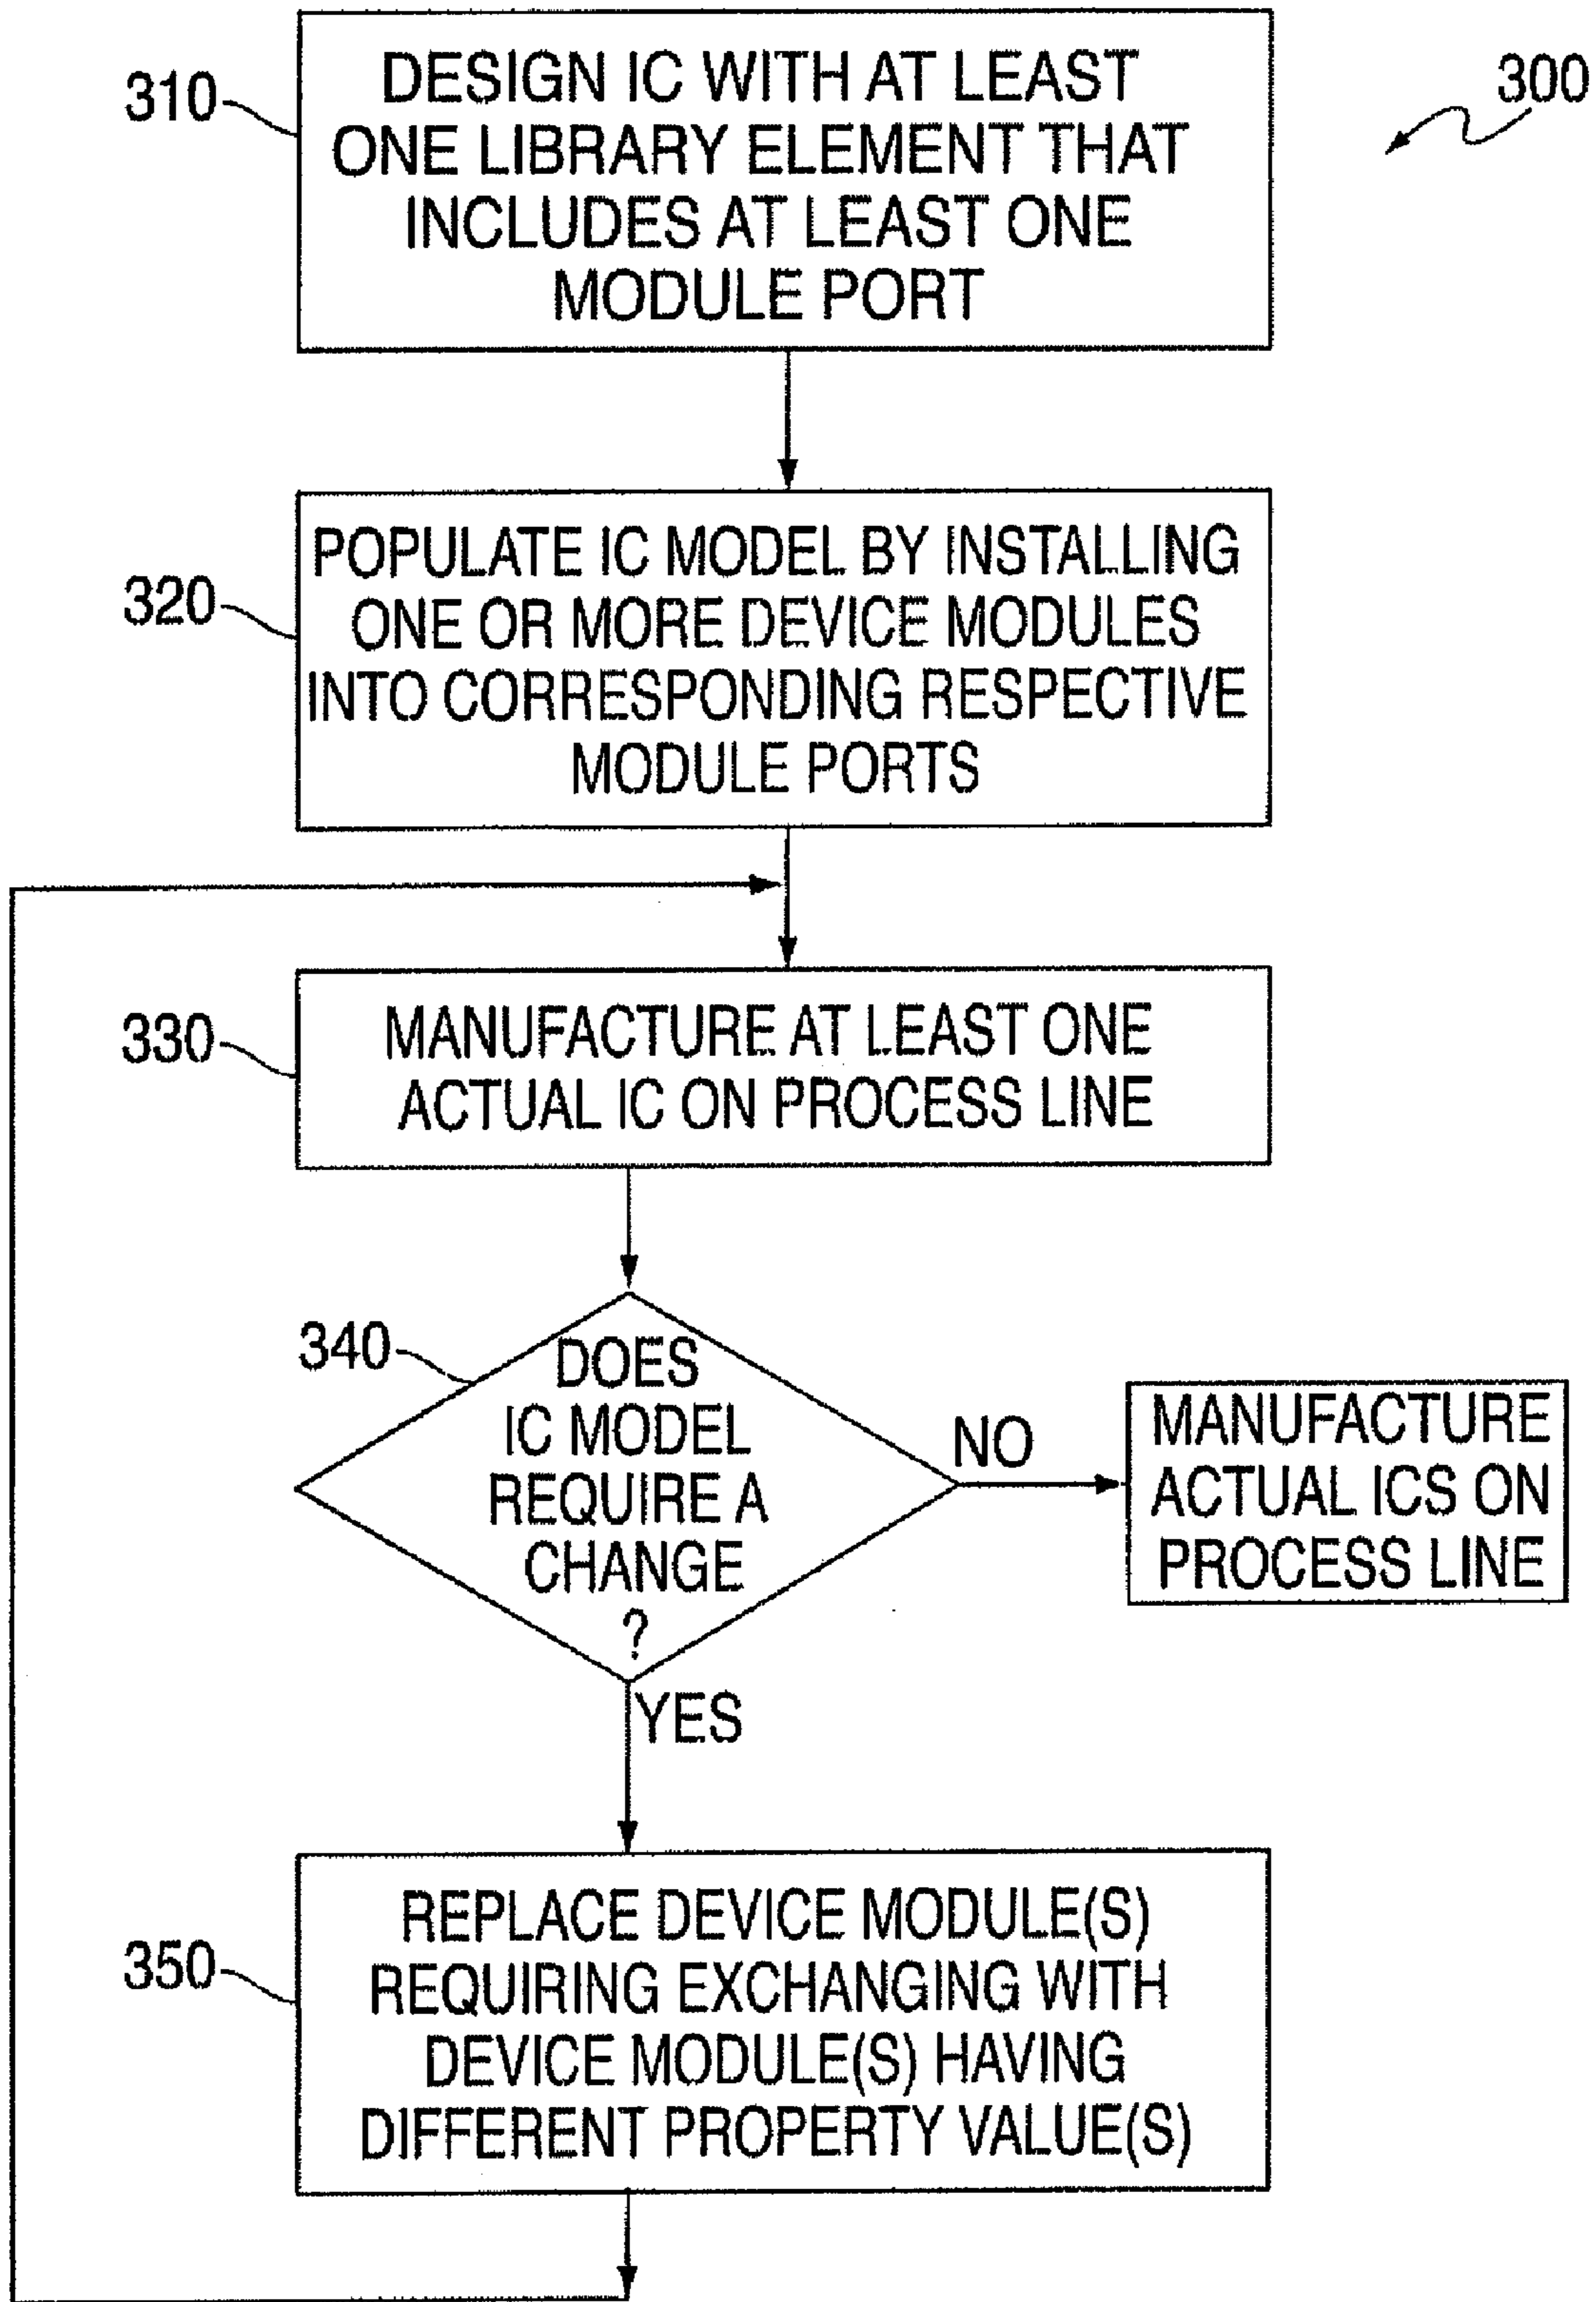 300
310
DESIGN IC WITH AT LEAST
ONE LIBRARY ELEMENT THAT
INCLUDES AT LEAST ONE
MODULE PORT
320
POPULATE IC MODEL BY INSTALLING
ONE OR MORE DEVICE MODULES
INTO CORRESPONDING RESPECTIVE
MODULE PORTS
330
MANUFACTURE AT LEAST ONE
ACTUAL IC ON PROCESS LINE
340
DOES
IC MODEL
REQUIRE A
CHANGE
?
NO
MANUFACTURE
ACTUAL ICS ON
PROCESS LINE
YES
350
REPLACE DEVICE MODULE(S)
REQUIRING EXCHANGING WITH
DEVICE MODULE(S) HAVING
DIFFERENT PROPERTY VALUE(S)